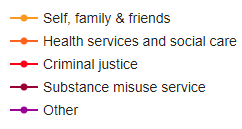 Self, family & friends
Health services and social care
Criminal justice
Substance misuse service
Other